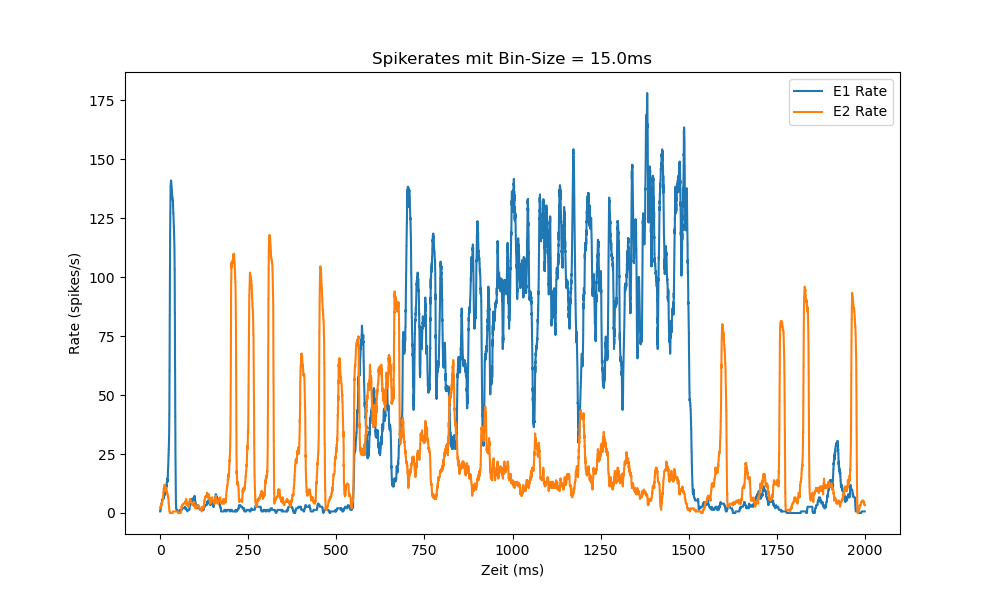 Spikerates mit Bin-Size = 15.0ms
E1 Rate
E2 Rate
Rate (spikes/s)
175
150
125
100
75
50
25
0
0 250 500 750 1000 1250 1500 1750 2000
Zeit (ms)